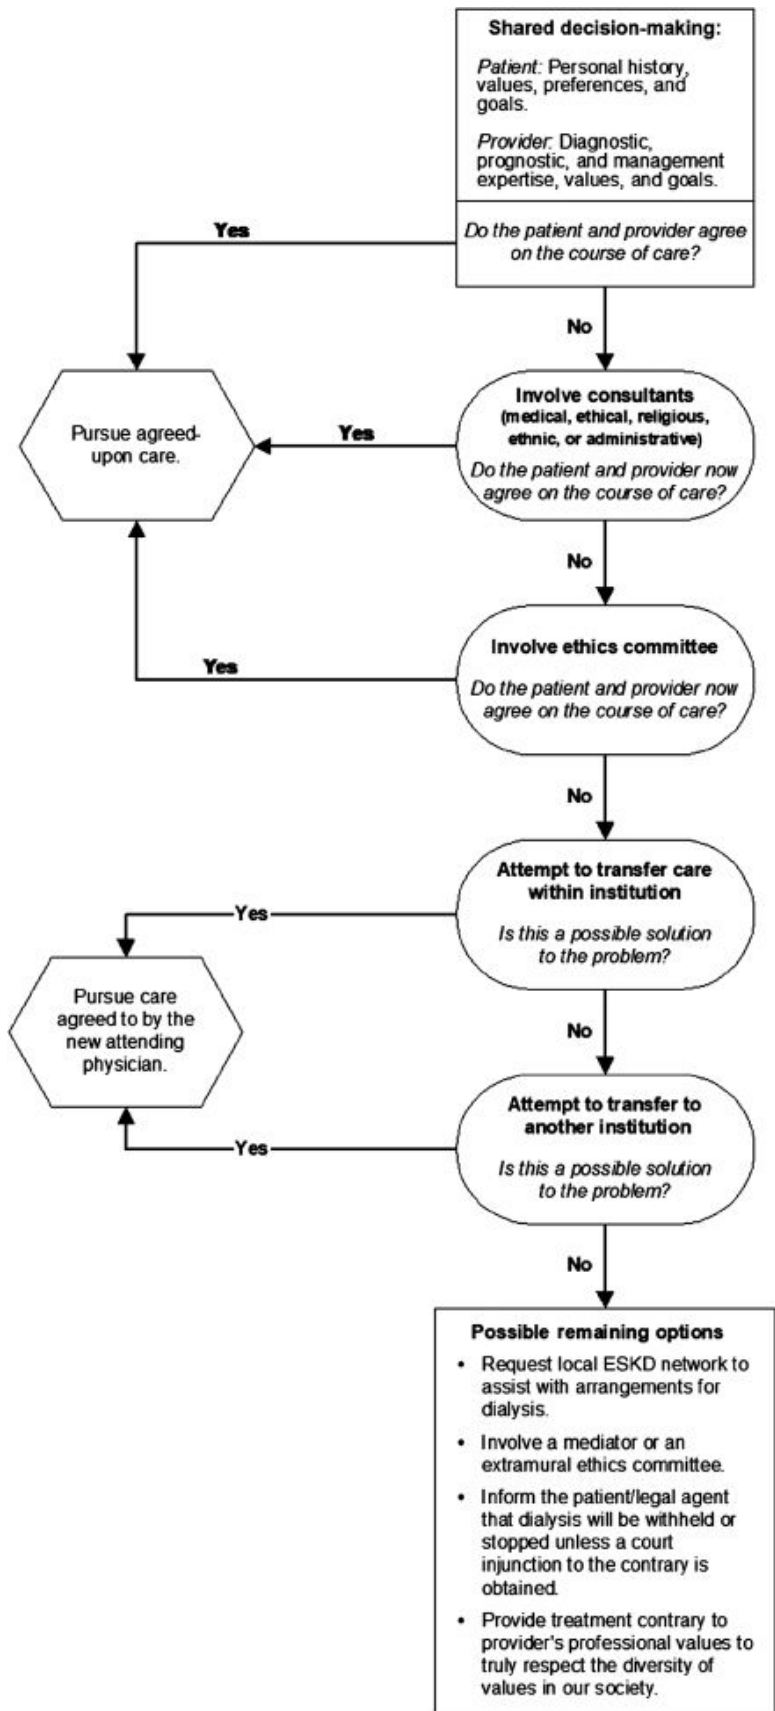 Shared decision-making:
Patient: Personal history,
values, preferences, and
goals.
Provider: Diagnostic,
prognostic, and management
expertise, values, and goals.
Yes
Do the patient and provider agree
on the course of care?
No
Pursue agreed-
upon care.
Yes
Involve consultants
(medical, ethical, religious,
ethnic, or administrative)
Do the patient and provider now
agree on the course of care?
No
Yes
Involve ethics committee
Do the patient and provider now
agree on the course of care?
No
Attempt to transfer care
within institution
Yes
Is this a possible solution
to the problem?
Pursue care
agreed to by the
new attending
physician.
No
Attempt to transfer to
another institution
Yes
Is this a possible solution
to the problem?
No
Possible remaining options
• Request local ESKD network to
assist with arrangements for
dialysis.
• Involve a mediator or an
extramural ethics committee.
• Inform the patient/legal agent
that dialysis will be withheld or
stopped unless a court
injunction to the contrary is
obtained.
• Provide treatment contrary to
provider's professional values to
truly respect the diversity of
values in our society.